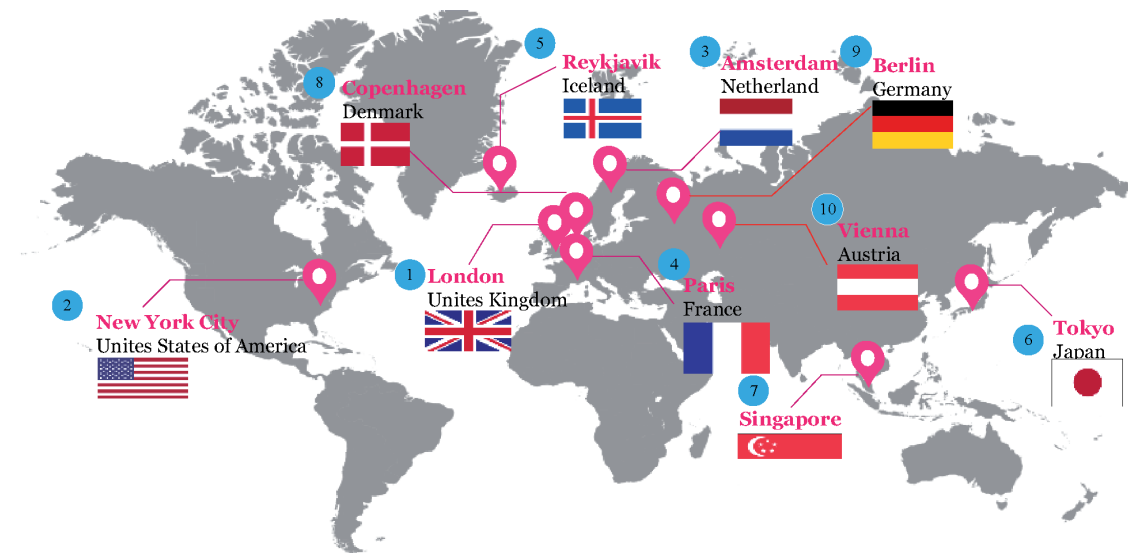 5
Reykjavik
Iceland
3
Amsterdam
Netherland
9
Berlin
Germany
8
Copenhagen
Denmark
10
Vienna
Austria
1
London
Unites Kingdom
4
Paris
France
2
New York City
Unites States of America
6
Tokyo
Japan
7
Singapore